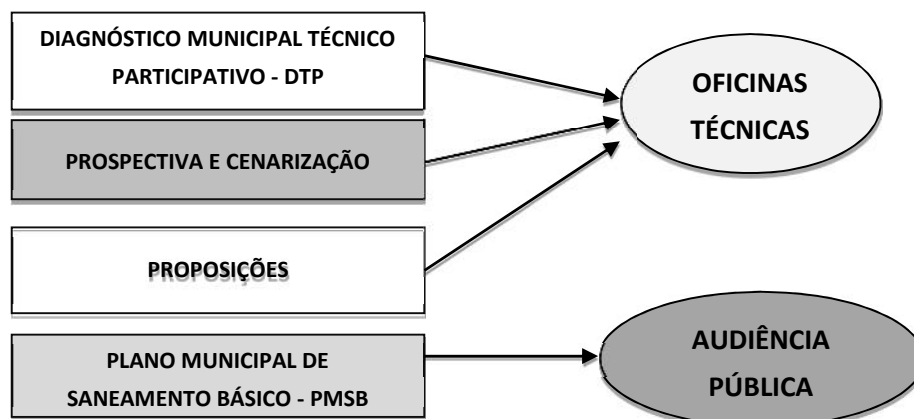 DIAGNÓSTICO MUNICIPAL TÉCNICO
PARTICIPATIVO - DTP
OFICINAS
TÉCNICAS
PROSPECTIVA E CENARIZAÇÃO
PROPOSIÇÕES
PLANO MUNICIPAL DE
SANEAMENTO BÁSICO - PMSB
AUDIÊNCIA
PÚBLICA